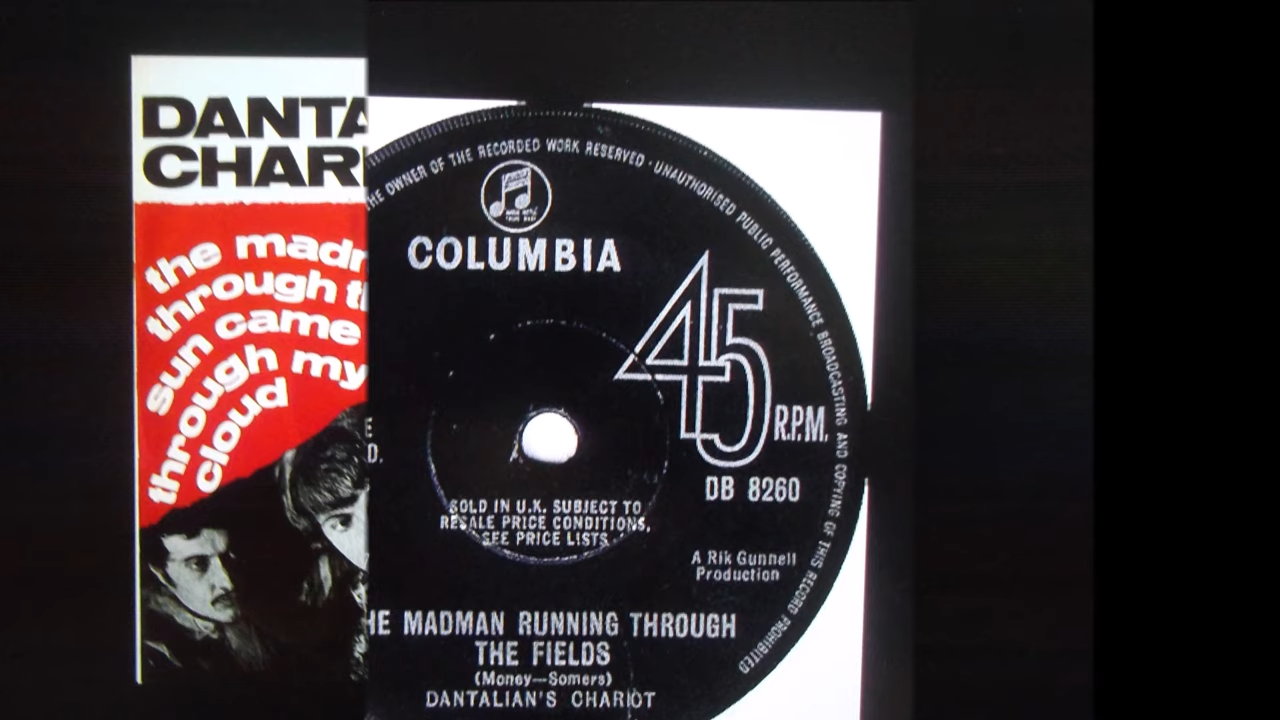 DANTA
CHAR
the madr
through t
sun came
through my
cloud
HE OWNER OF THE RECORDED WORK RESERVED · UNAUTHORISED PUBLIC PERFORMANCE BROADCASTING AND COPYING OF THIS RECORD PROHIBITED
COLUMBIA
45
R.P.M.
E
D.
DB 8260
SOLD IN U.K. SUBJECT TO
RESALE PRICE CONDITIONS,
SEE PRICE LISTS
A Rik Gunnell
Production
HE MADMAN RUNNING THROUGH
THE FIELDS
(Money—Somers)
DANTALIAN'S CHARIOT